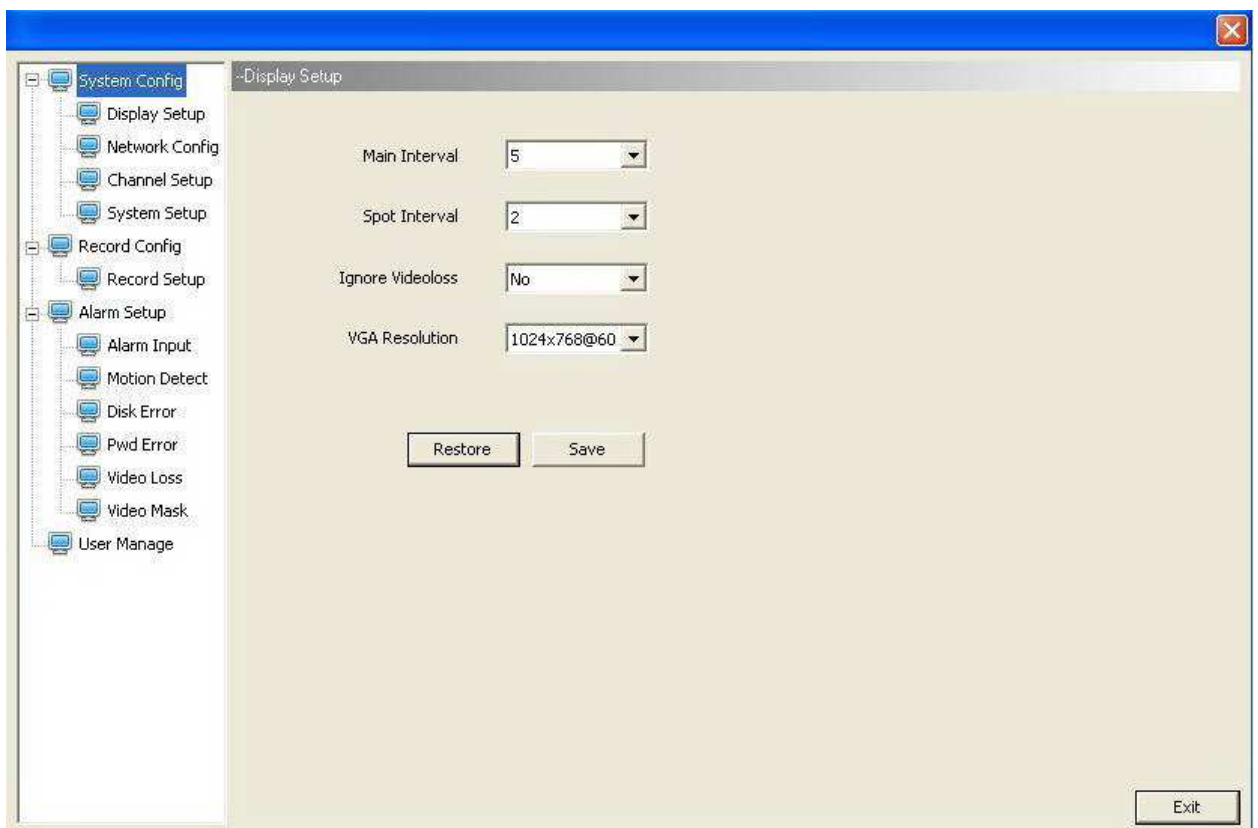 System Config
Display Setup
Network Config
Channel Setup
System Setup
Record Config
Record Setup
Alarm Setup
Alarm Input
Motion Detect
Disk Error
Pwd Error
Video Loss
Video Mask
User Manage
--Display Setup
Main Interval 5
Spot Interval 2
Ignore Videoloss No
VGA Resolution 1024x768@60
Restore Save
Exit